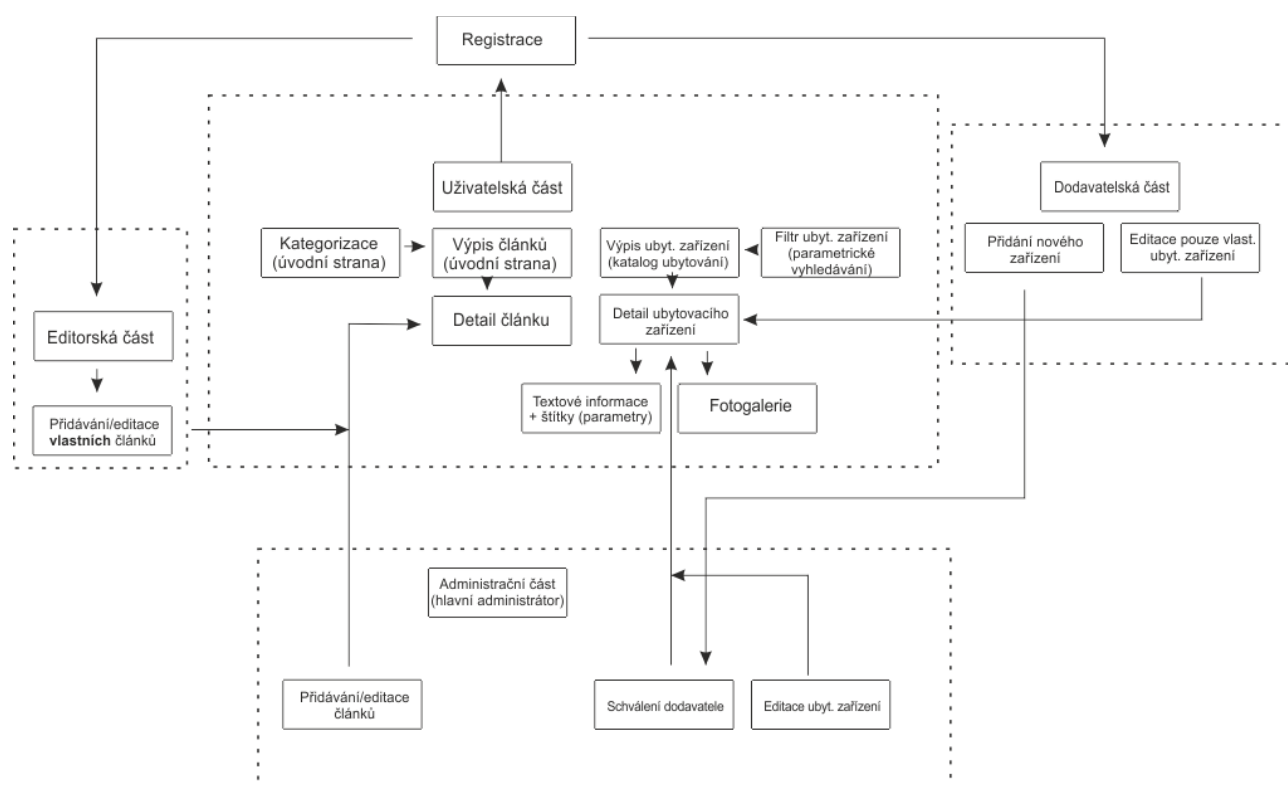 Registrace
Uživatelská část
Dodavatelská část
Kategorizace
(úvodní strana)
Výpis článků
(úvodní strana)
Výpis ubyt. zařízení
(katalog ubytování)
Filtr ubyt. zařízení
(parametrické
vyhledávání)
Přidání nového
zařízení
Editace pouze vlast.
ubyt. zařízení
Editorská část
Detail článku
Detail ubytovacího
zařízení
Přidávání/editace
vlastních článků
Textové informace
+ štítky (parametry)
Fotogalerie
Administrační část
(hlavní administrátor)
Přidávání/editace
článků
Schválení dodavatele
Editace ubyt. zařízení